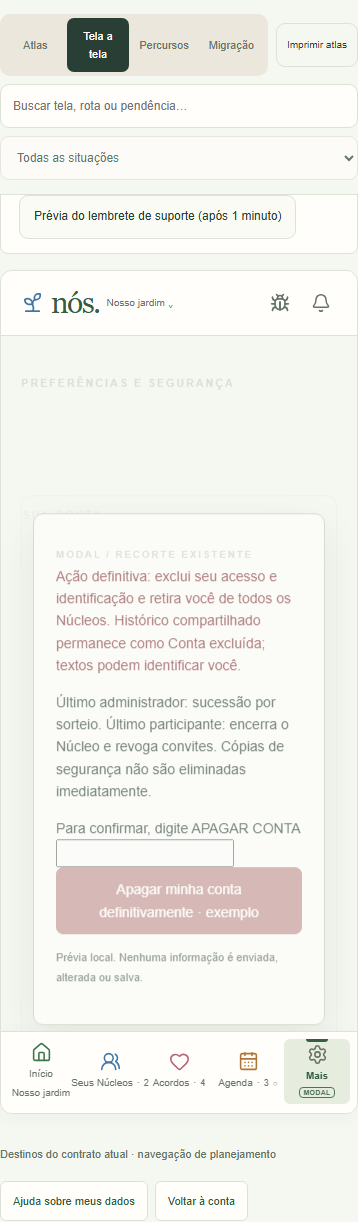 Atlas
Tela a
tela
Percursos
Migração
Imprimir atlas
Buscar tela, rota ou pendência…
Todas as situações
Prévia do lembrete de suporte (após 1 minuto)
nós.
Nosso jardim
PREFERÊNCIAS E SEGURANÇA
MODAL / RECORTE EXISTENTE
Ação definitiva: exclui seu acesso e
identificação e retira você de todos os
Núcleos. Histórico compartilhado
permanece como Conta excluída;
textos podem identificar você.
Último administrador: sucessão por
sorteio. Último participante: encerra o
Núcleo e revoga convites. Cópias de
segurança não são eliminadas
imediatamente.
Para confirmar, digite APAGAR CONTA
Apagar minha conta
definitivamente · exemplo
Prévia local. Nenhuma informação é enviada,
alterada ou salva.
Início
Nosso jardim
Seus Núcleos · 2
Acordos · 4
Agenda · 3
Mais
MODAL
Destinos do contrato atual · navegação de planejamento
Ajuda sobre meus dados
Voltar à conta